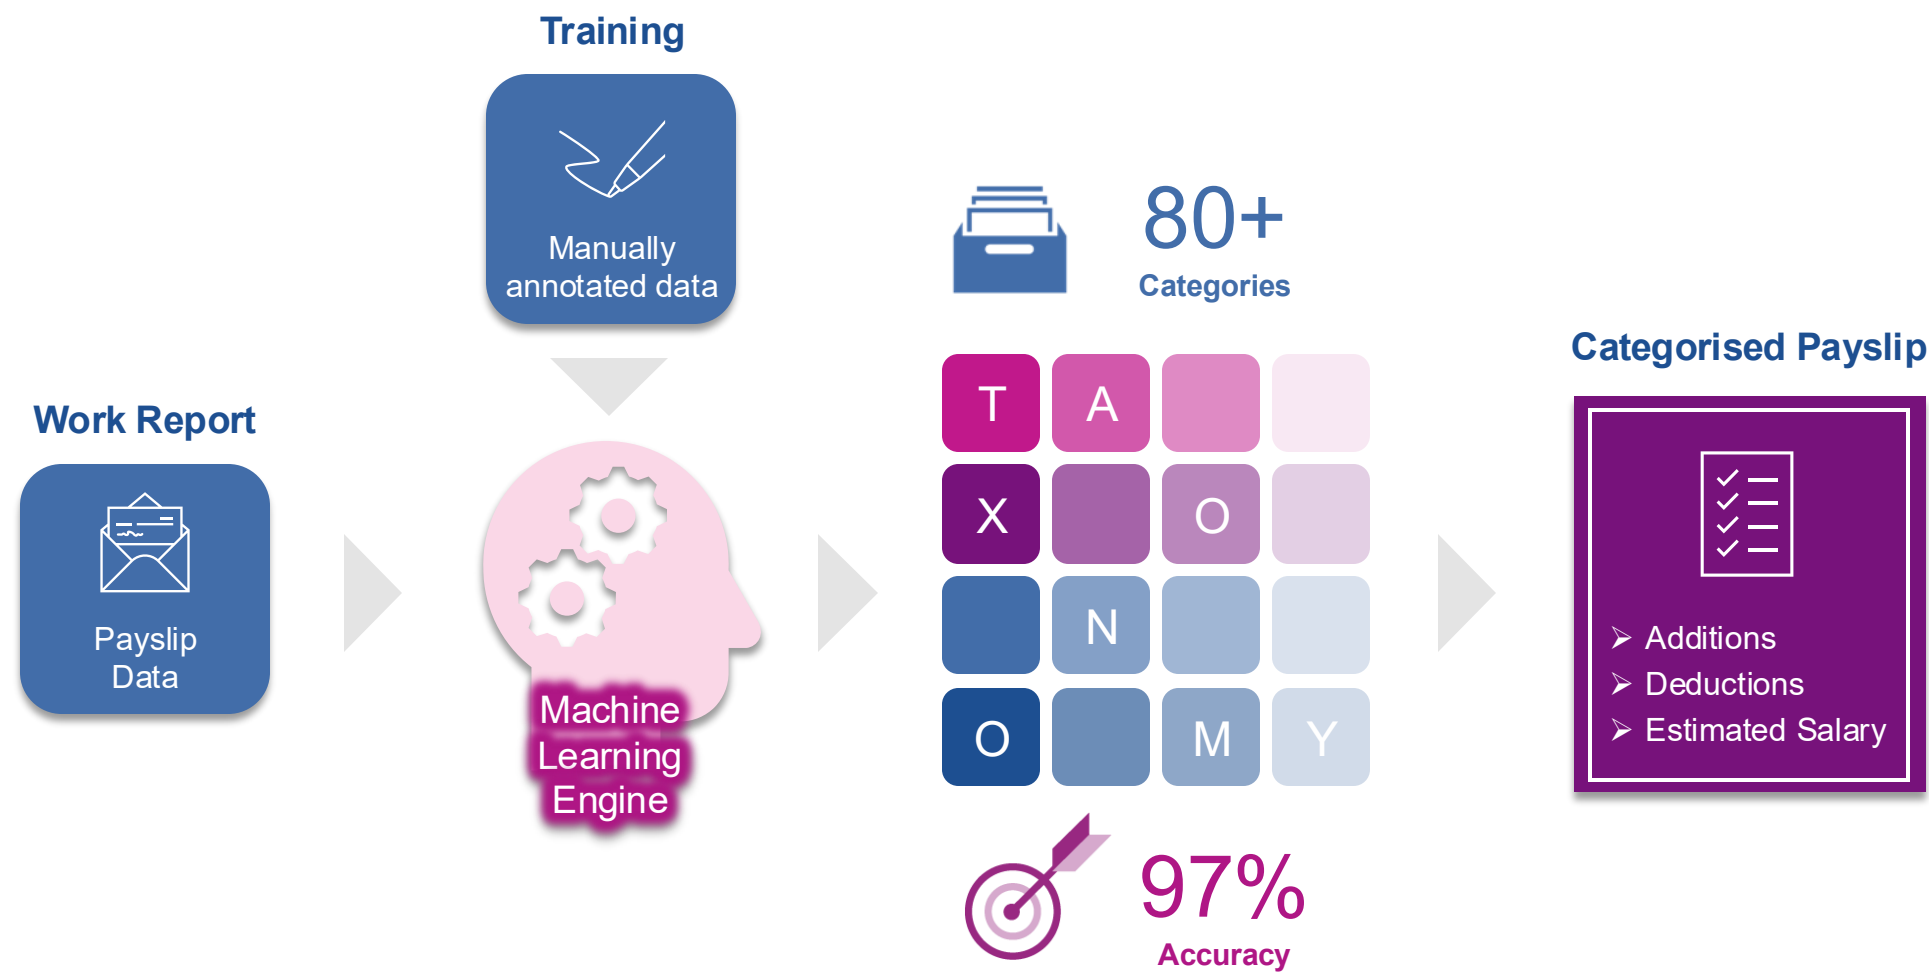 Training
Manually
annotated data
Work Report
Payslip
Data
Machine
Learning
Engine
80+
Categories
T A
X O
N
O M Y
97%
Accuracy
Categorised Payslip
Additions
Deductions
Estimated Salary